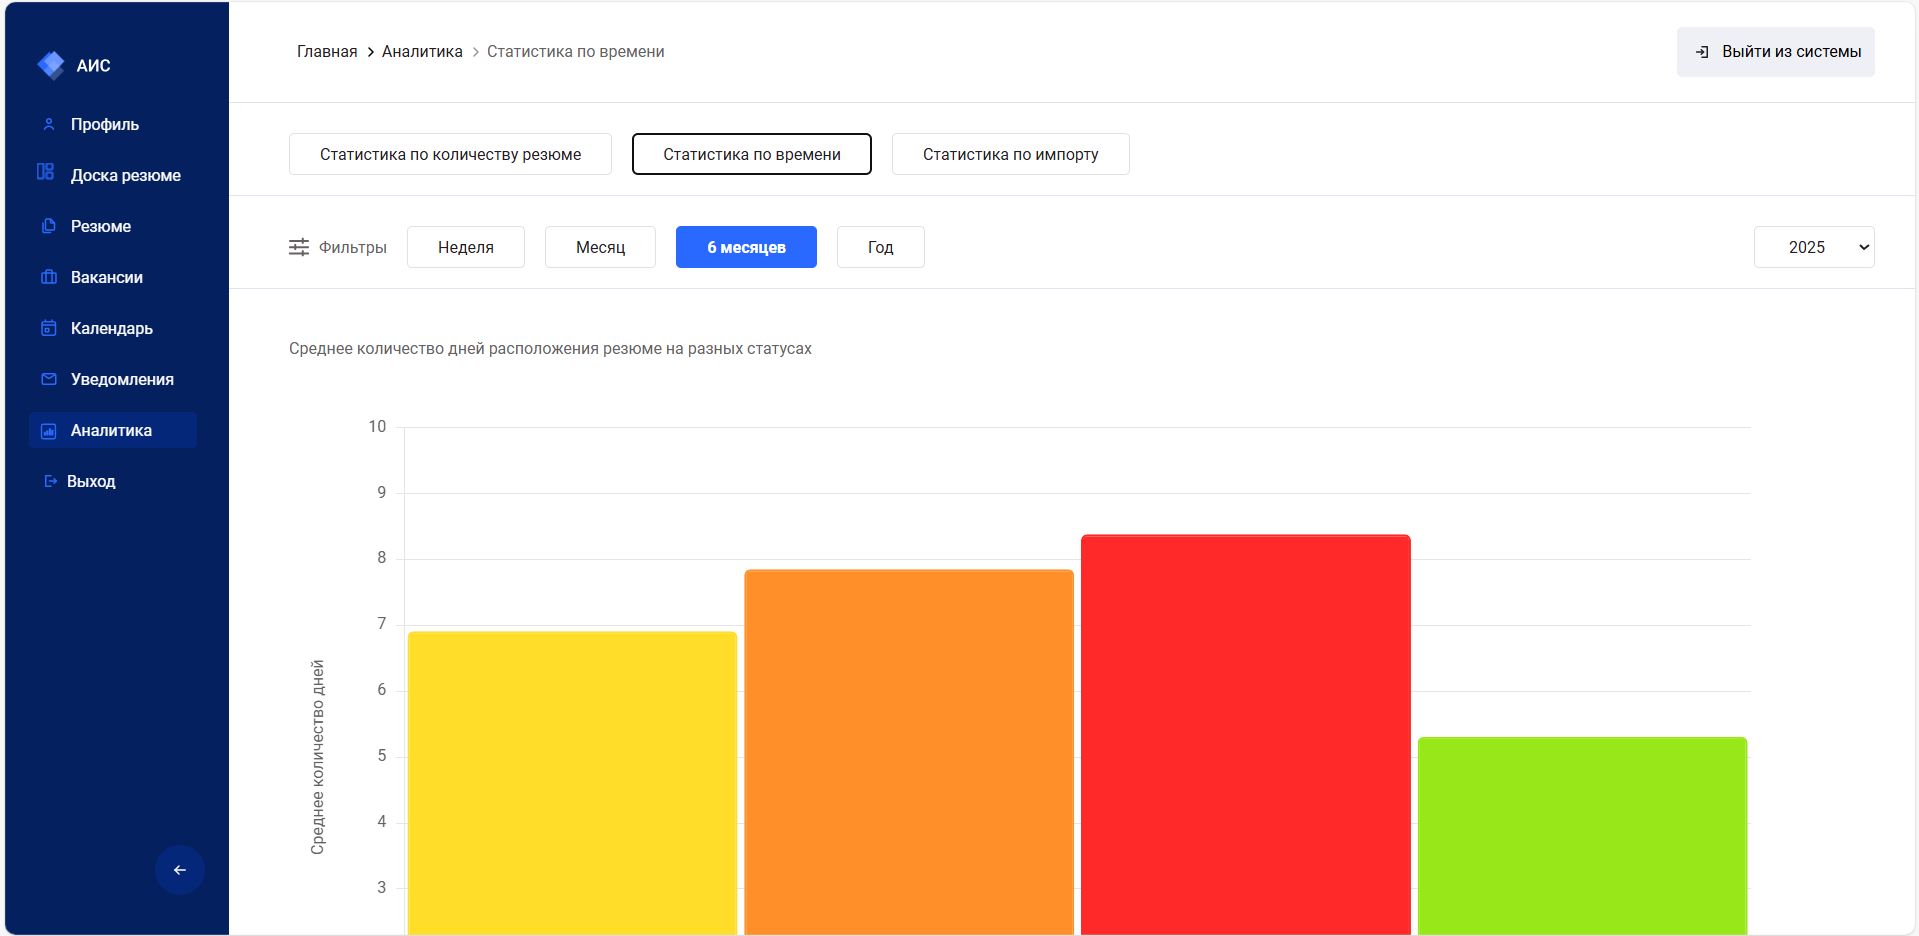 АИС
Профиль
Доска резюме
Резюме
Вакансии
Календарь
Уведомления
Аналитика
Выход
Главная > Аналитика > Статистика по времени
Выйти из системы
Статистика по количеству резюме
Статистика по времени
Статистика по импорту
Фильтры
Неделя
Месяц
6 месяцев
Год
2025
Среднее количество дней расположения резюме на разных статусах
Среднее количество дней
10
9
8
7
6
5
4
3